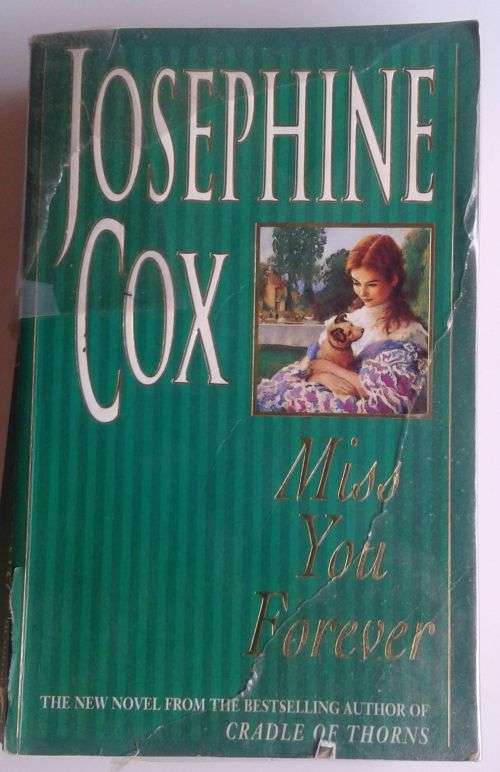 JOSEPHINE
COX
Miss
You
Forever
THE NEW NOVEL FROM THE BESTSELLING AUTHOR OF
CRADLE OF THORNS